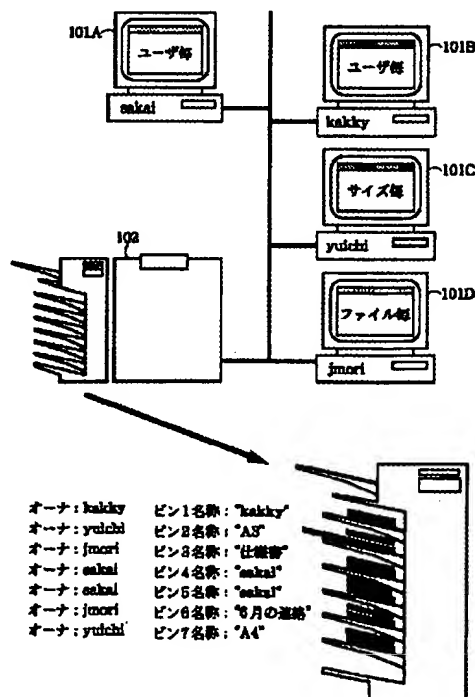 101A
ユーザ毎
sakai
101B
ユーザ毎
kakky
101C
サイズ毎
yuichi
102
101D
ファイル毎
jmori
オーナ：kakky ビン1名称："kakky"
オーナ：yuichi ビン2名称："A3"
オーナ：jmori ビン3名称："仕様書"
オーナ：sakai ビン4名称："sakai"
オーナ：sakai ビン5名称："sakai"
オーナ：jmori ビン6名称："6月の連絡"
オーナ：yuichi ビン7名称："A4"